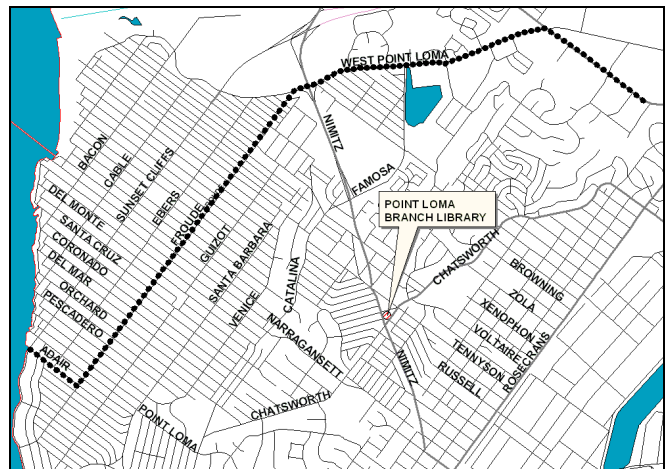 WEST POINT LOMA
NIMITZ
BACON
CABLE
SUNSET CLIFFS
EBERS
FROUDE
GUIZOT
SANTA BARBARA
VENICE
CATALINA
FAMOSA
DEL MONTE
SANTA CRUZ
CORONADO
DEL MAR
ORCHARD
PESCADERO
ADAIR
POINT LOMA
BRANCH LIBRARY
CHATSWORTH
BROWNING
ZOLA
XENOPHON
VOLTAIRE
TENNYSON
RUSSELL
ROSECRANS
NARRAGANSETT
NIMITZ
CHATSWORTH
POINT LOMA